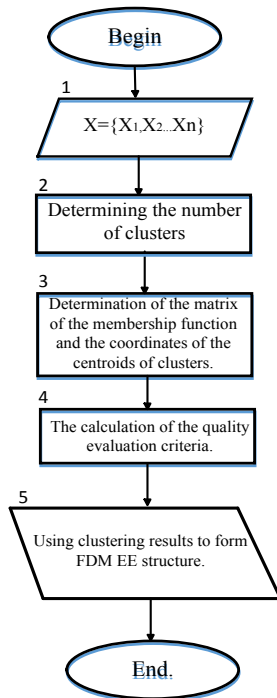 Begin
1
X={X1,X2...Xn}
2
Determining the number
of clusters
3
Determination of the matrix
of the membership function
and the coordinates of the
centroids of clusters.
4
The calculation of the quality
evaluation criteria.
5
Using clustering results to form
FDM EE structure.
End.